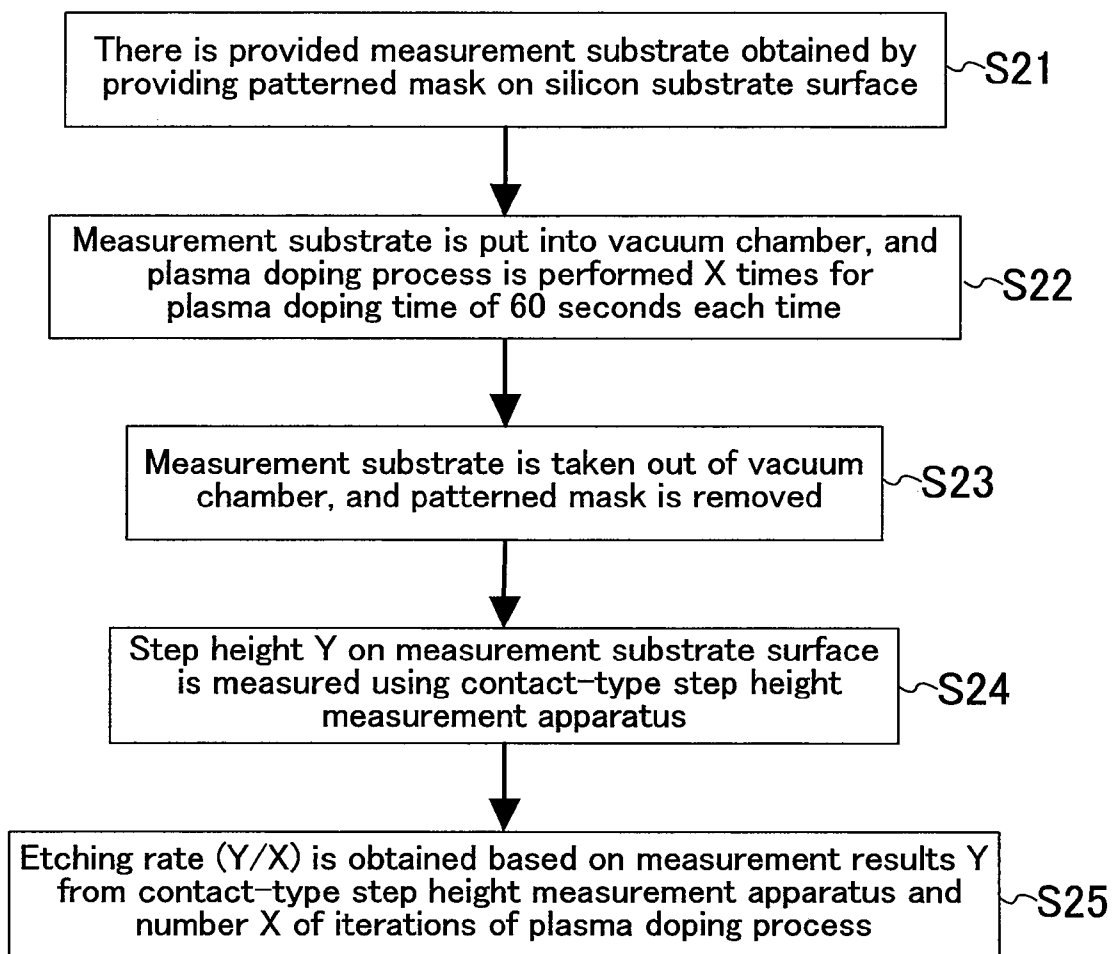 There is provided measurement substrate obtained by
providing patterned mask on silicon substrate surface
S21
Measurement substrate is put into vacuum chamber, and
plasma doping process is performed X times for
plasma doping time of 60 seconds each time
S22
Measurement substrate is taken out of vacuum
chamber, and patterned mask is removed
S23
Step height Y on measurement substrate surface
is measured using contact-type step height
measurement apparatus
S24
Etching rate (Y/X) is obtained based on measurement results Y
from contact-type step height measurement apparatus and
number X of iterations of plasma doping process
S25